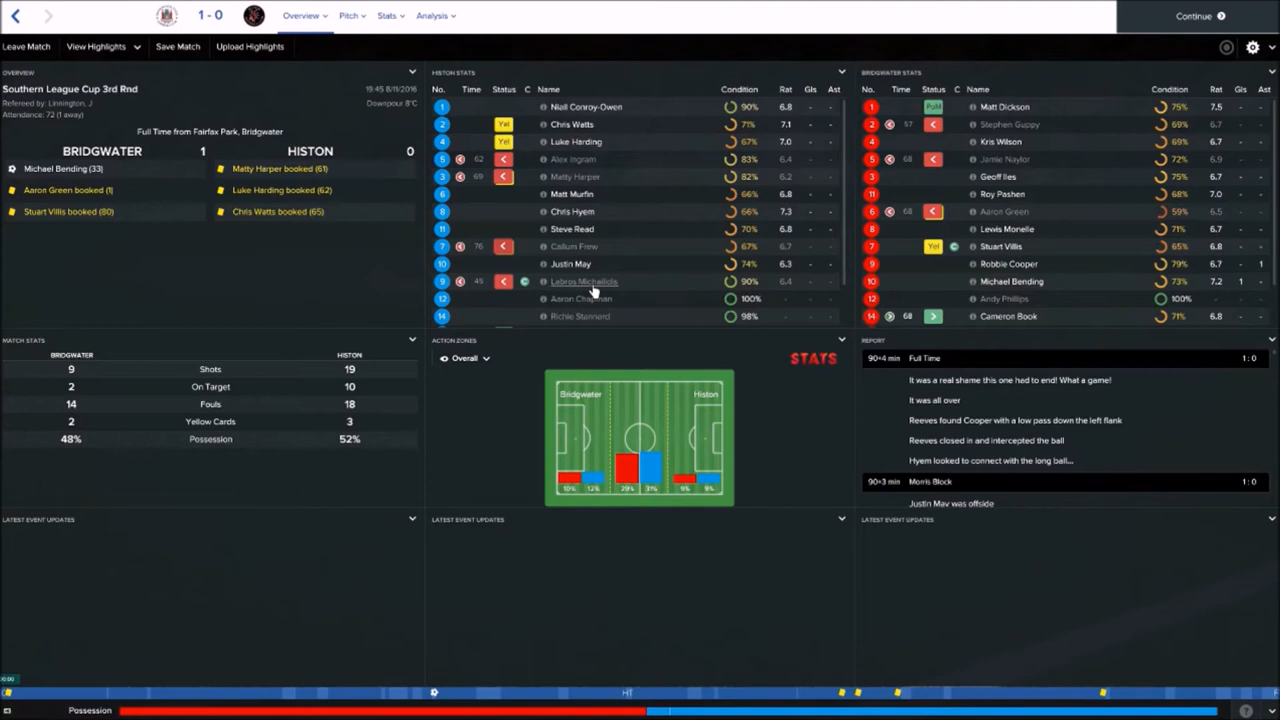 1 - 0
Overview
Pitch
Stats
Analysis
Continue
Leave Match
View Highlights
Save Match
Upload Highlights
OVERVIEW
Southern League Cup 3rd Rnd
19:45 8/11/2016
Refereed by: Linnington, J
Downpour 8°C
Attendance: 72 (1 away)
Full Time from Fairfax Park, Bridgwater
BRIDGWATER 1 HISTON 0
Michael Bending (33) Matty Harper booked (61)
Aaron Green booked (1) Luke Harding booked (62)
Stuart Villis booked (80) Chris Watts booked (65)
HISTON STATS
No. Time Status C Name Condition Rat Gls Ast
1 Niall Conroy-Owen 90% 6.8 - -
2 Yel Chris Watts 71% 7.1 - -
4 Yel Luke Harding 67% 7.0 - -
5 62 Alex Ingram 83% 6.4 - -
3 69 Matty Harper 82% 6.2 - -
6 Matt Murfin 66% 6.8 - -
8 Chris Hyem 66% 7.3 - -
11 Steve Read 70% 6.8 - -
7 76 Callum Frew 67% 6.7 - -
10 Justin May 74% 6.3 - -
9 45 C Labros Michailidis 90% 6.4 - -
12 Aaron Chapman 100% - - -
14 Richie Stannard 98% - - -
BRIDGWATER STATS
No. Time Status C Name Condition Rat Gls Ast
1 PoM Matt Dickson 75% 7.5 - -
2 57 Stephen Guppy 69% 6.7 - -
4 Kris Wilson 69% 6.7 - -
5 68 Jamie Naylor 72% 6.9 - -
3 Geoff Iles 75% 6.7 - -
11 Roy Pashen 68% 7.0 - -
6 68 Aaron Green 59% 6.5 - -
8 Lewis Monelle 71% 6.7 - -
7 Yel C Stuart Villis 65% 6.8 - -
9 Robbie Cooper 79% 6.7 - 1
10 Michael Bending 73% 7.2 1 -
12 Andy Phillips 100% - - -
14 68 Cameron Book 71% 6.8 - -
MATCH STATS
BRIDGWATER HISTON
9 Shots 19
2 On Target 10
14 Fouls 18
2 Yellow Cards 3
48% Possession 52%
ACTION ZONES
Overall
STATS
Bridgwater Histon
10% 12% 29% 31% 9% 9%
REPORT
90+4 min Full Time 1 : 0
It was a real shame this one had to end! What a game!
It was all over
Reeves found Cooper with a low pass down the left flank
Reeves closed in and intercepted the ball
Hyem looked to connect with the long ball...
90+3 min Morris Block 1 : 0
Justin May was offside
LATEST EVENT UPDATES
LATEST EVENT UPDATES
LATEST EVENT UPDATES
00:00
HT
F
Possession